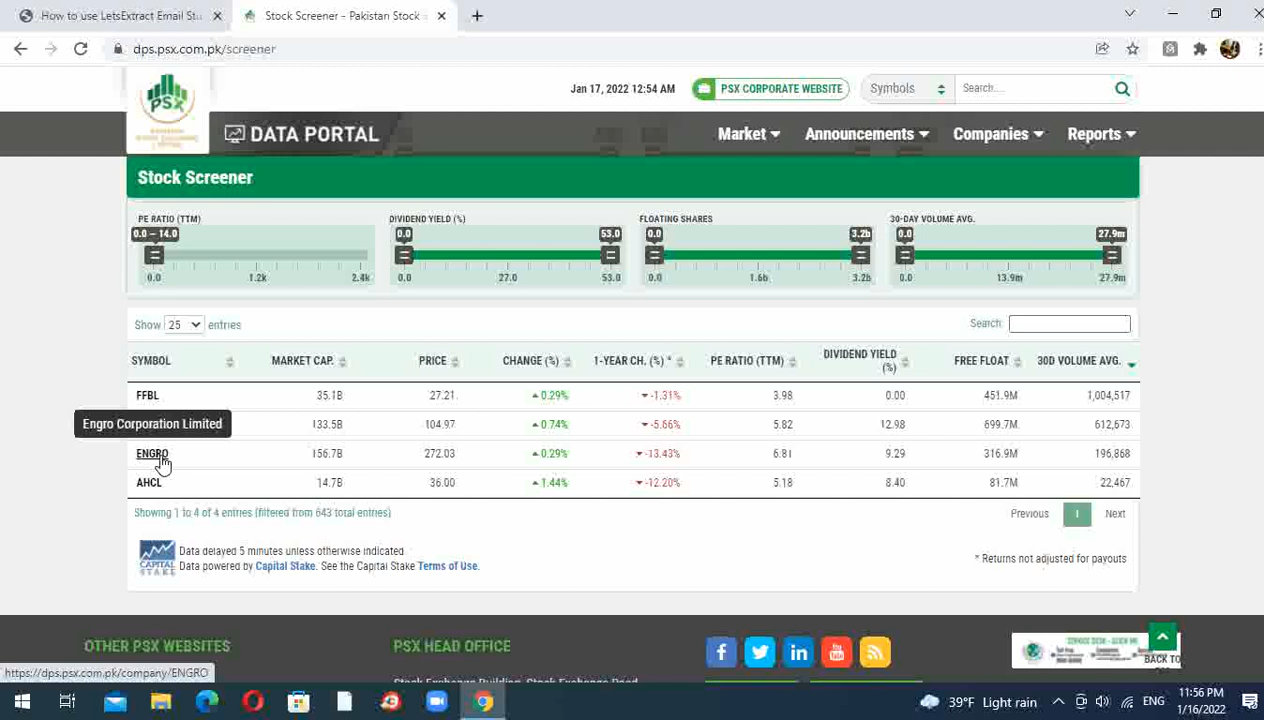 How to use LetsExtract Email Stu
Stock Screener - Pakistan Stock
dps.psx.com.pk/screener
PSX
Jan 17, 2022 12:54 AM
PSX CORPORATE WEBSITE
Symbols
Search....
DATA PORTAL
Market
Announcements
Companies
Reports
Stock Screener
PE RATIO (TTM)
DIVIDEND YIELD (%)
FLOATING SHARES
30-DAY VOLUME AVG.
0.0 – 14.0
0.0
53.0
0.0
3.2b
0.0
27.9m
0.0
1.2k
2.4k
0.0
27.0
53.0
0.0
1.6b
3.2b
0.0
13.9m
27.9m
Show 25 entries
Search:
SYMBOL MARKET CAP. PRICE CHANGE (%) 1-YEAR CH. (%) * PE RATIO (TTM) DIVIDEND YIELD (%) FREE FLOAT 30D VOLUME AVG.
FFBL 35.1B 27.21 0.29% -1.31% 3.98 0.00 451.9M 1,004,517
Engro Corporation Limited
133.5B 104.97 0.74% -5.66% 5.82 12.98 699.7M 612,673
ENGRO 156.7B 272.03 0.29% -13.43% 6.81 9.29 316.9M 196,868
AHCL 14.7B 36.00 1.44% -12.20% 5.18 8.40 81.7M 22,467
Showing 1 to 4 of 4 entries (filtered from 643 total entries)
Previous
1
Next
CAPITAL STAKE
Data delayed 5 minutes unless otherwise indicated.
Data powered by Capital Stake. See the Capital Stake Terms of Use.
* Returns not adjusted for payouts
OTHER PSX WEBSITES
PSX HEAD OFFICE
BACK TO
https://dps.psx.com.pk/company/ENGRO
39°F Light rain
ENG
11:56 PM
1/16/2022